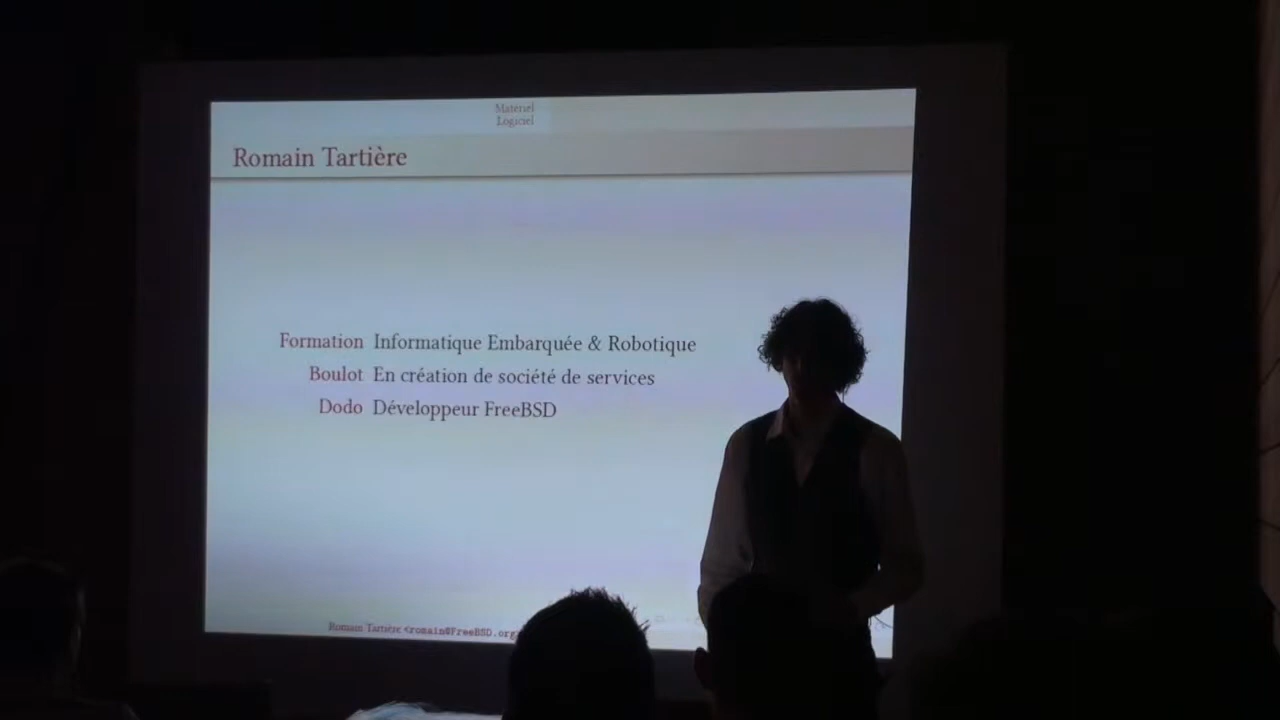 Matériel
Logiciel
Romain Tartière
Formation Informatique Embarquée & Robotique
Boulot En création de société de services
Dodo Développeur FreeBSD
Romain Tartière <romain@FreeBSD.org